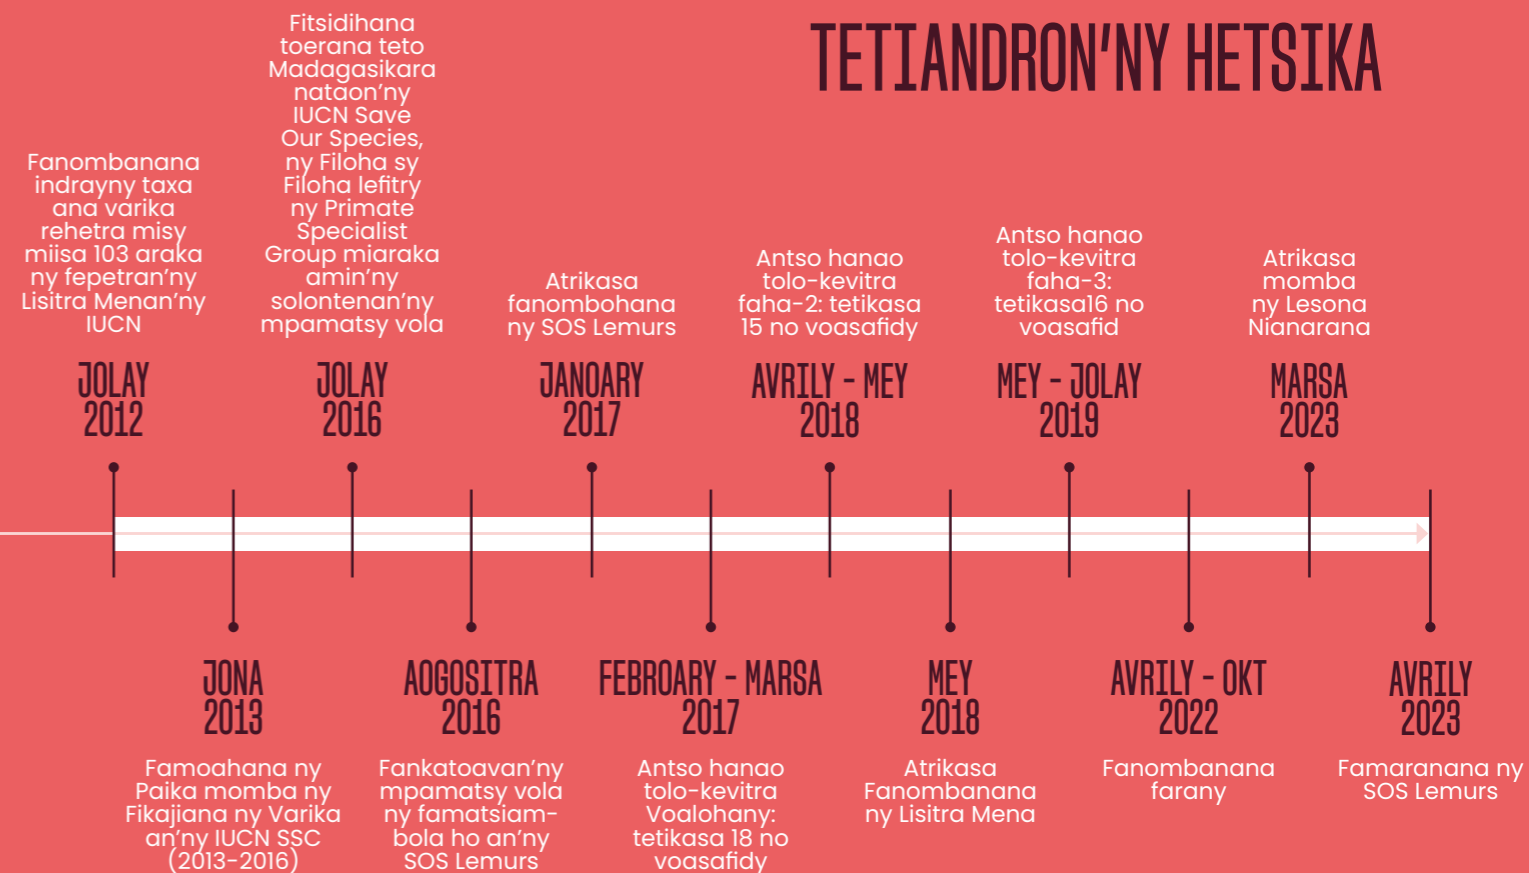 TETIANDRON'NY HETSIKA
Fanombanana
indrayny taxa
ana varika
rehetra misy
miisa 103 araka
ny fepetran'ny
Lisitra Menan'ny
IUCN
JOLAY
2012
Famoahana ny
Paika momba ny
Fikajiana ny Varika
an'ny IUCN SSC
(2013-2016)
JONA
2013
Fitsidihana
toerana teto
Madagasikara
nataon'ny
IUCN Save
Our Species,
ny Filoha sy
Filoha lefitry
ny Primate
Specialist
Group miaraka
amin'ny
solontenan'ny
mpamatsy vola
JOLAY
2016
AOGOSITRA
2016
Fankatoavan'ny
mpamatsy vola
ny famatsiam-
bola ho an'ny
SOS Lemurs
Atrikasa
fanombohana
ny SOS Lemurs
JANOARY
2017
FEBROARY - MARSA
2017
Antso hanao
tolo-kevitra
Voalohany:
tetikasa 18 no
voasafidy
Antso hanao
tolo-kevitra
faha-2: tetikasa
15 no voasafidy
AVRILY - MEY
2018
MEY
2018
Atrikasa
Fanombanana
ny Lisitra Mena
Antso hanao
tolo-kevitra
faha-3:
tetikasa16 no
voasafid
MEY - JOLAY
2019
AVRILY - OKT
2022
Fanombanana
farany
Atrikasa
momba
ny Lesona
Nianarana
MARSA
2023
AVRILY
2023
Famaranana ny
SOS Lemurs